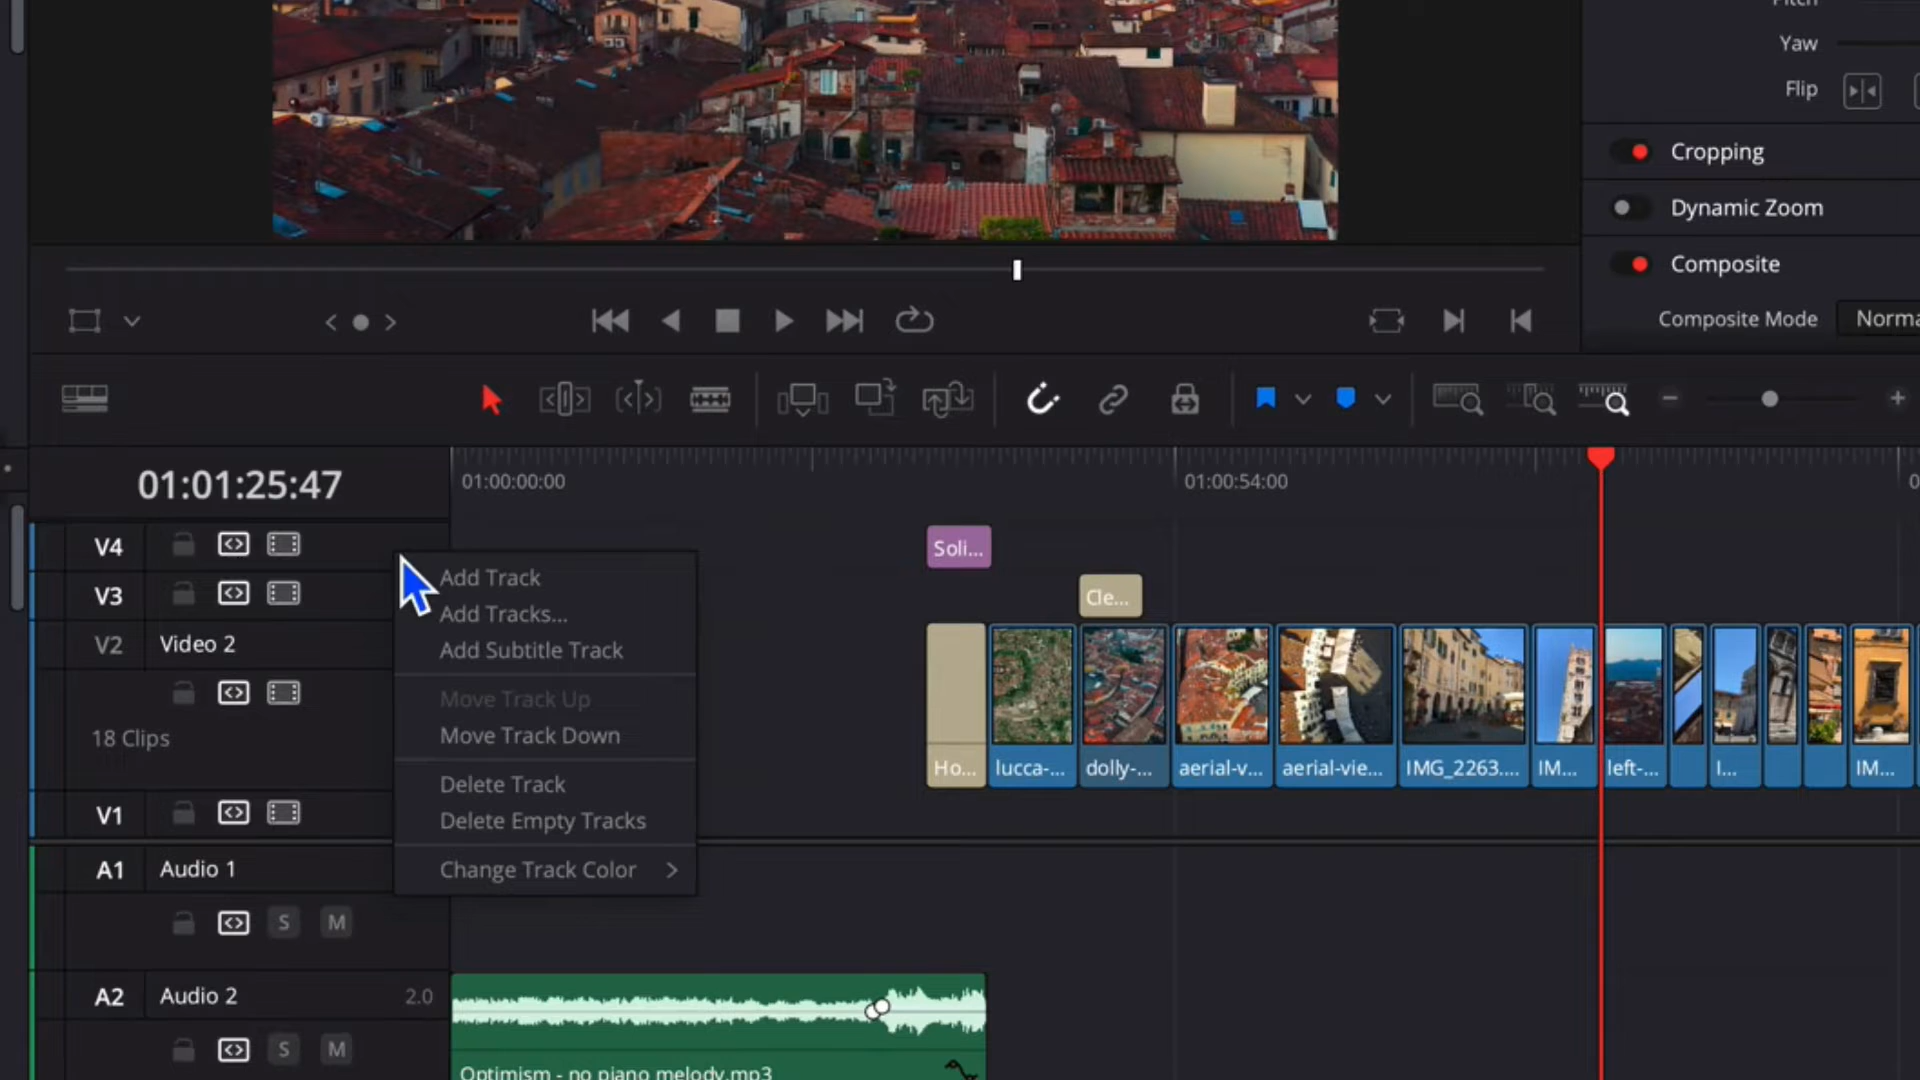 Pitch
Yaw
Flip
Cropping
Dynamic Zoom
Composite
Composite Mode
Norma
01:01:25:47
01:00:00:00
01:00:54:00
V4
Soli...
V3
Cle...
V2
Video 2
18 Clips
V1
Add Track
Add Tracks...
Add Subtitle Track
Move Track Up
Move Track Down
Delete Track
Delete Empty Tracks
Change Track Color
Ho...
lucca-...
dolly-...
aerial-v...
aerial-vie...
IMG_2263....
IM...
left-...
I...
IM...
A1
Audio 1
S
M
A2
Audio 2
2.0
S
M
Optimism - no piano melody.mp3